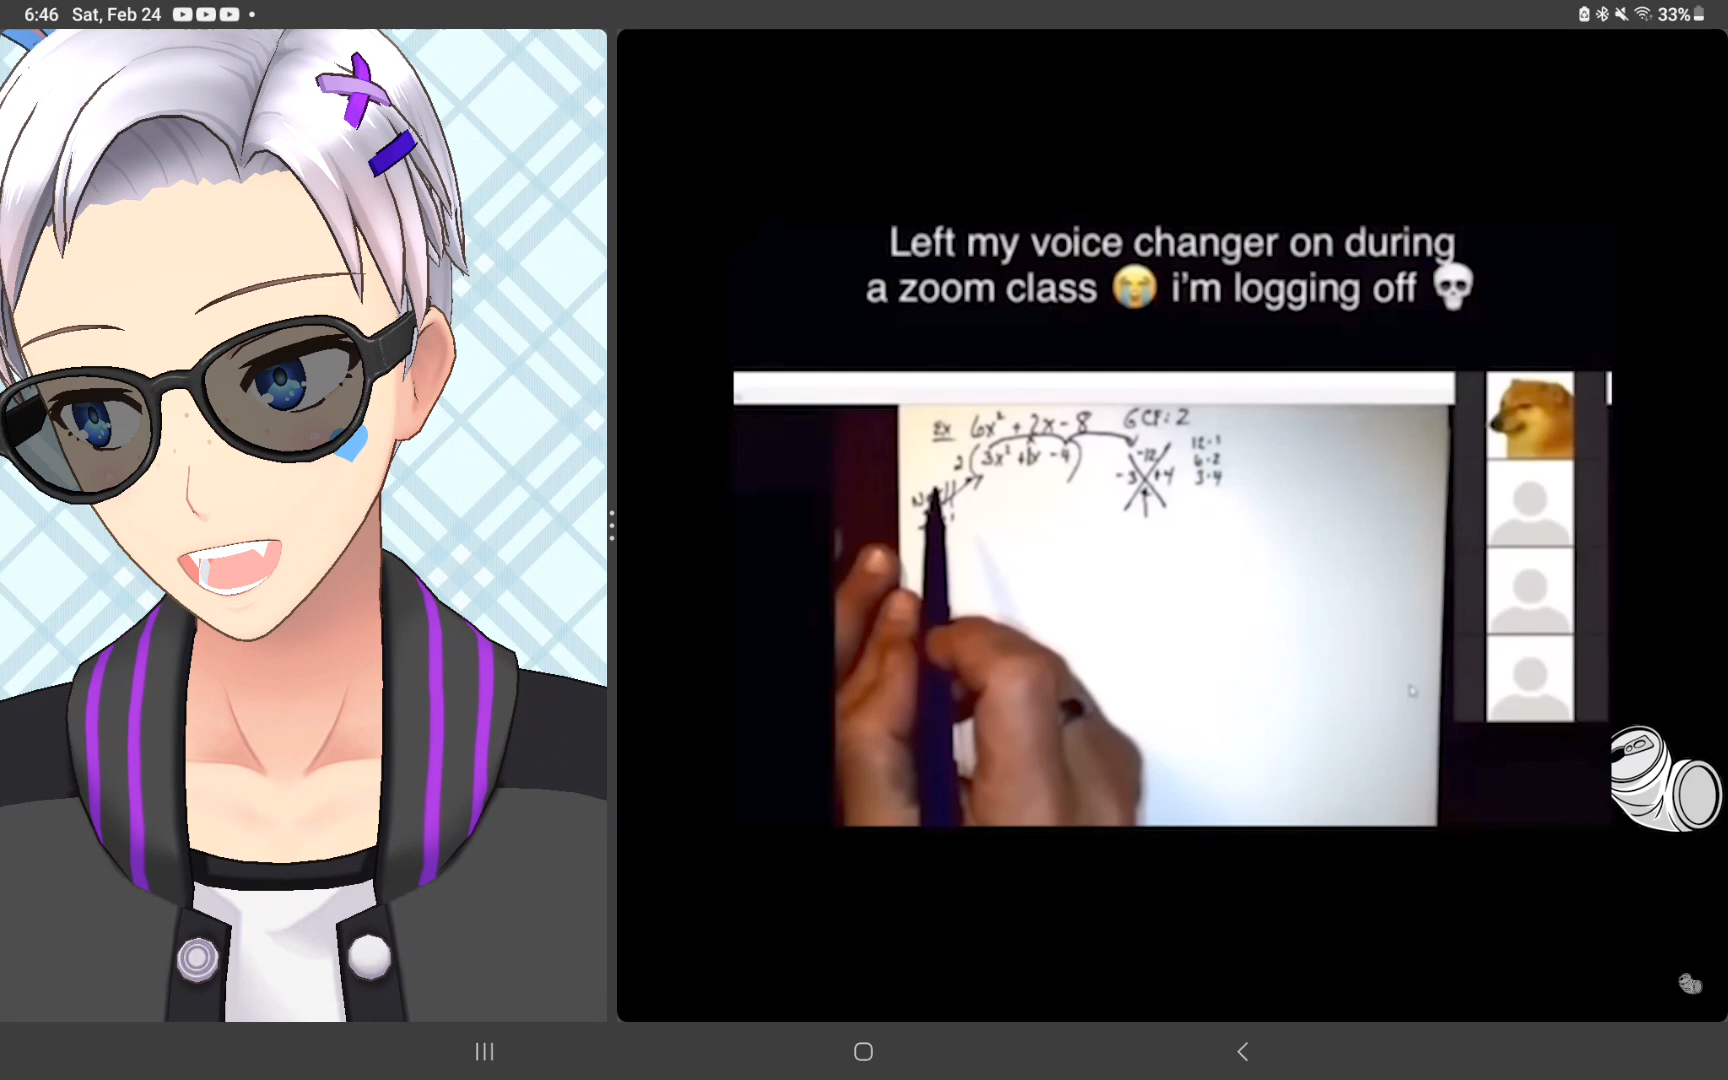 6:46 Sat, Feb 24
33%
Left my voice changer on during
a zoom class 😭 i'm logging off 💀
Ex 6x² + 2x - 8 GCF: 2
2(3x² + 1x - 4)
-12
-3 +4
12·1
6·2
3·4